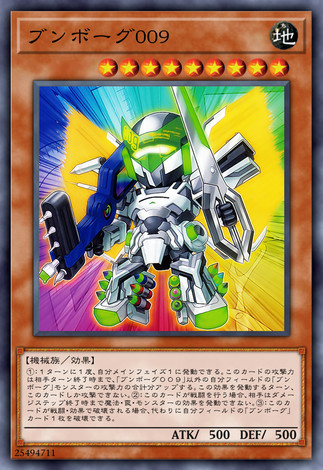 ブンボーグ009
地
009
【機械族／効果】
①:１ターンに１度、自分メインフェイズ１に発動できる。このカードの攻撃力
は相手ターン終了時まで、「ブンボーグ００９」以外の自分フィールドの「ブンボ
ーグ」モンスターの攻撃力の合計分アップする。この効果を発動するターン、
このカードしか攻撃できない。②:このカードが戦闘を行う場合、相手はダメー
ジステップ終了時まで魔法・罠・モンスターの効果を発動できない。③:このカ
ードが戦闘・効果で破壊される場合、代わりに自分フィールドの「ブンボーグ」
カード１枚を破壊できる。
ATK/ 500 DEF/ 500
25494711